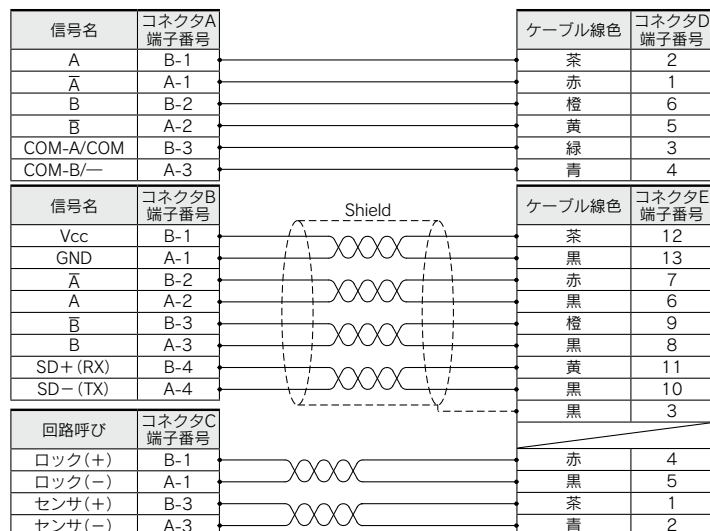 信号名 コネクタA端子番号 ケーブル線色 コネクタD端子番号
A B-1 茶 2
A̅ A-1 赤 1
B B-2 橙 6
B̅ A-2 黄 5
COM-A/COM B-3 緑 3
COM-B/― A-3 青 4
信号名 コネクタB端子番号 Shield ケーブル線色 コネクタE端子番号
Vcc B-1 茶 12
GND A-1 黒 13
A̅ B-2 赤 7
A A-2 黒 6
B̅ B-3 橙 9
B A-3 黒 8
SD+(RX) B-4 黄 11
SD-(TX) A-4 黒 10
黒 3
回路呼び コネクタC端子番号
ロック(+) B-1 赤 4
ロック(-) A-1 黒 5
センサ(+) B-3 茶 1
センサ(-) A-3 青 2